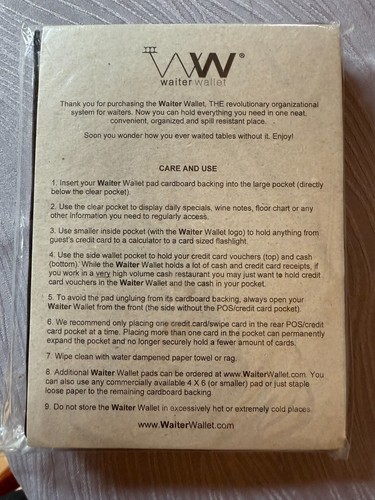 WW®
waiterwallet
Thank you for purchasing the Waiter Wallet, THE revolutionary organizational
system for waiters. Now you can hold everything you need in one neat,
convenient, organized and spill resistant place.
Soon you wonder how you ever waited tables without it. Enjoy!
CARE AND USE
1. Insert your Waiter Wallet pad cardboard backing into the large pocket (directly
below the clear pocket).
2. Use the clear pocket to display daily specials, wine notes, floor chart or any
other information you need to regularly access.
3. Use smaller inside pocket (with the Waiter Wallet logo) to hold anything from
guest's credit card to a calculator to a card sized flashlight.
4. Use the side wallet pocket to hold your credit card vouchers (top) and cash
(bottom). While the Waiter Wallet holds a lot of cash and credit card receipts, if
you work in a very high volume cash restaurant you may just want to hold credit
card vouchers in the Waiter Wallet and the cash in your pocket.
5. To avoid the pad ungluing from its cardboard backing, always open your
Waiter Wallet from the front (the side without the POS/credit card pocket).
6. We recommend only placing one credit card/swipe card in the rear POS/credit
card pocket at a time. Placing more than one card in the pocket can permanently
expand the pocket and no longer securely hold a fewer amount of cards.
7. Wipe clean with water dampened paper towel or rag.
8. Additional Waiter Wallet pads can be ordered at www.WaiterWallet.com. You
can also use any commercially available 4 X 6 (or smaller) pad or just staple
loose paper to the remaining cardboard backing.
9. Do not store the Waiter Wallet in excessively hot or extremely cold places.
www.WaiterWallet.com